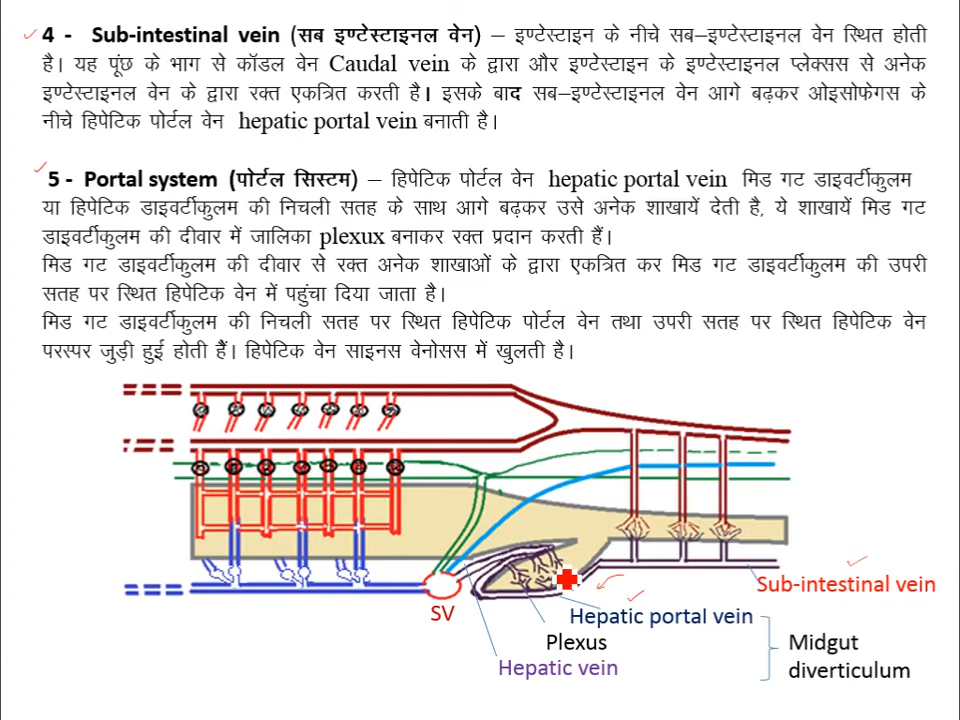 4 - Sub-intestinal vein (सब इण्टेस्टाइनल वेन) – इण्टेस्टाइन के नीचे सब–इण्टेस्टाइनल वेन स्थित होती
है। यह पूंछ के भाग से कॉडल वेन Caudal vein के द्वारा और इण्टेस्टाइन के इण्टेस्टाइनल प्लेक्सस से अनेक
इण्टेस्टाइनल वेन के द्वारा रक्त एकत्रित करती है। इसके बाद सब–इण्टेस्टाइनल वेन आगे बढ़कर ओइसोफेगस के
नीचे हिपेटिक पोर्टल वेन hepatic portal vein बनाती है।
5 - Portal system (पोर्टल सिस्टम) – हिपेटिक पोर्टल वेन hepatic portal vein मिड गट डाइवर्टीकुलम
या हिपेटिक डाइवर्टीकुलम की निचली सतह के साथ आगे बढ़कर उसे अनेक शाखायें देती है, ये शाखायें मिड गट
डाइवर्टीकुलम की दीवार में जालिका plexux बनाकर रक्त प्रदान करती हैं।
मिड गट डाइवर्टीकुलम की दीवार से रक्त अनेक शाखाओं के द्वारा एकत्रित कर मिड गट डाइवर्टीकुलम की उपरी
सतह पर स्थित हिपेटिक वेन में पहुंचा दिया जाता है।
मिड गट डाइवर्टीकुलम की निचली सतह पर स्थित हिपेटिक पोर्टल वेन तथा उपरी सतह पर स्थित हिपेटिक वेन
परस्पर जुड़ी हुई होती हैं। हिपेटिक वेन साइनस वेनोसस में खुलती है।
Sub-intestinal vein
SV
Hepatic portal vein
Plexus
Hepatic vein
Midgut
diverticulum